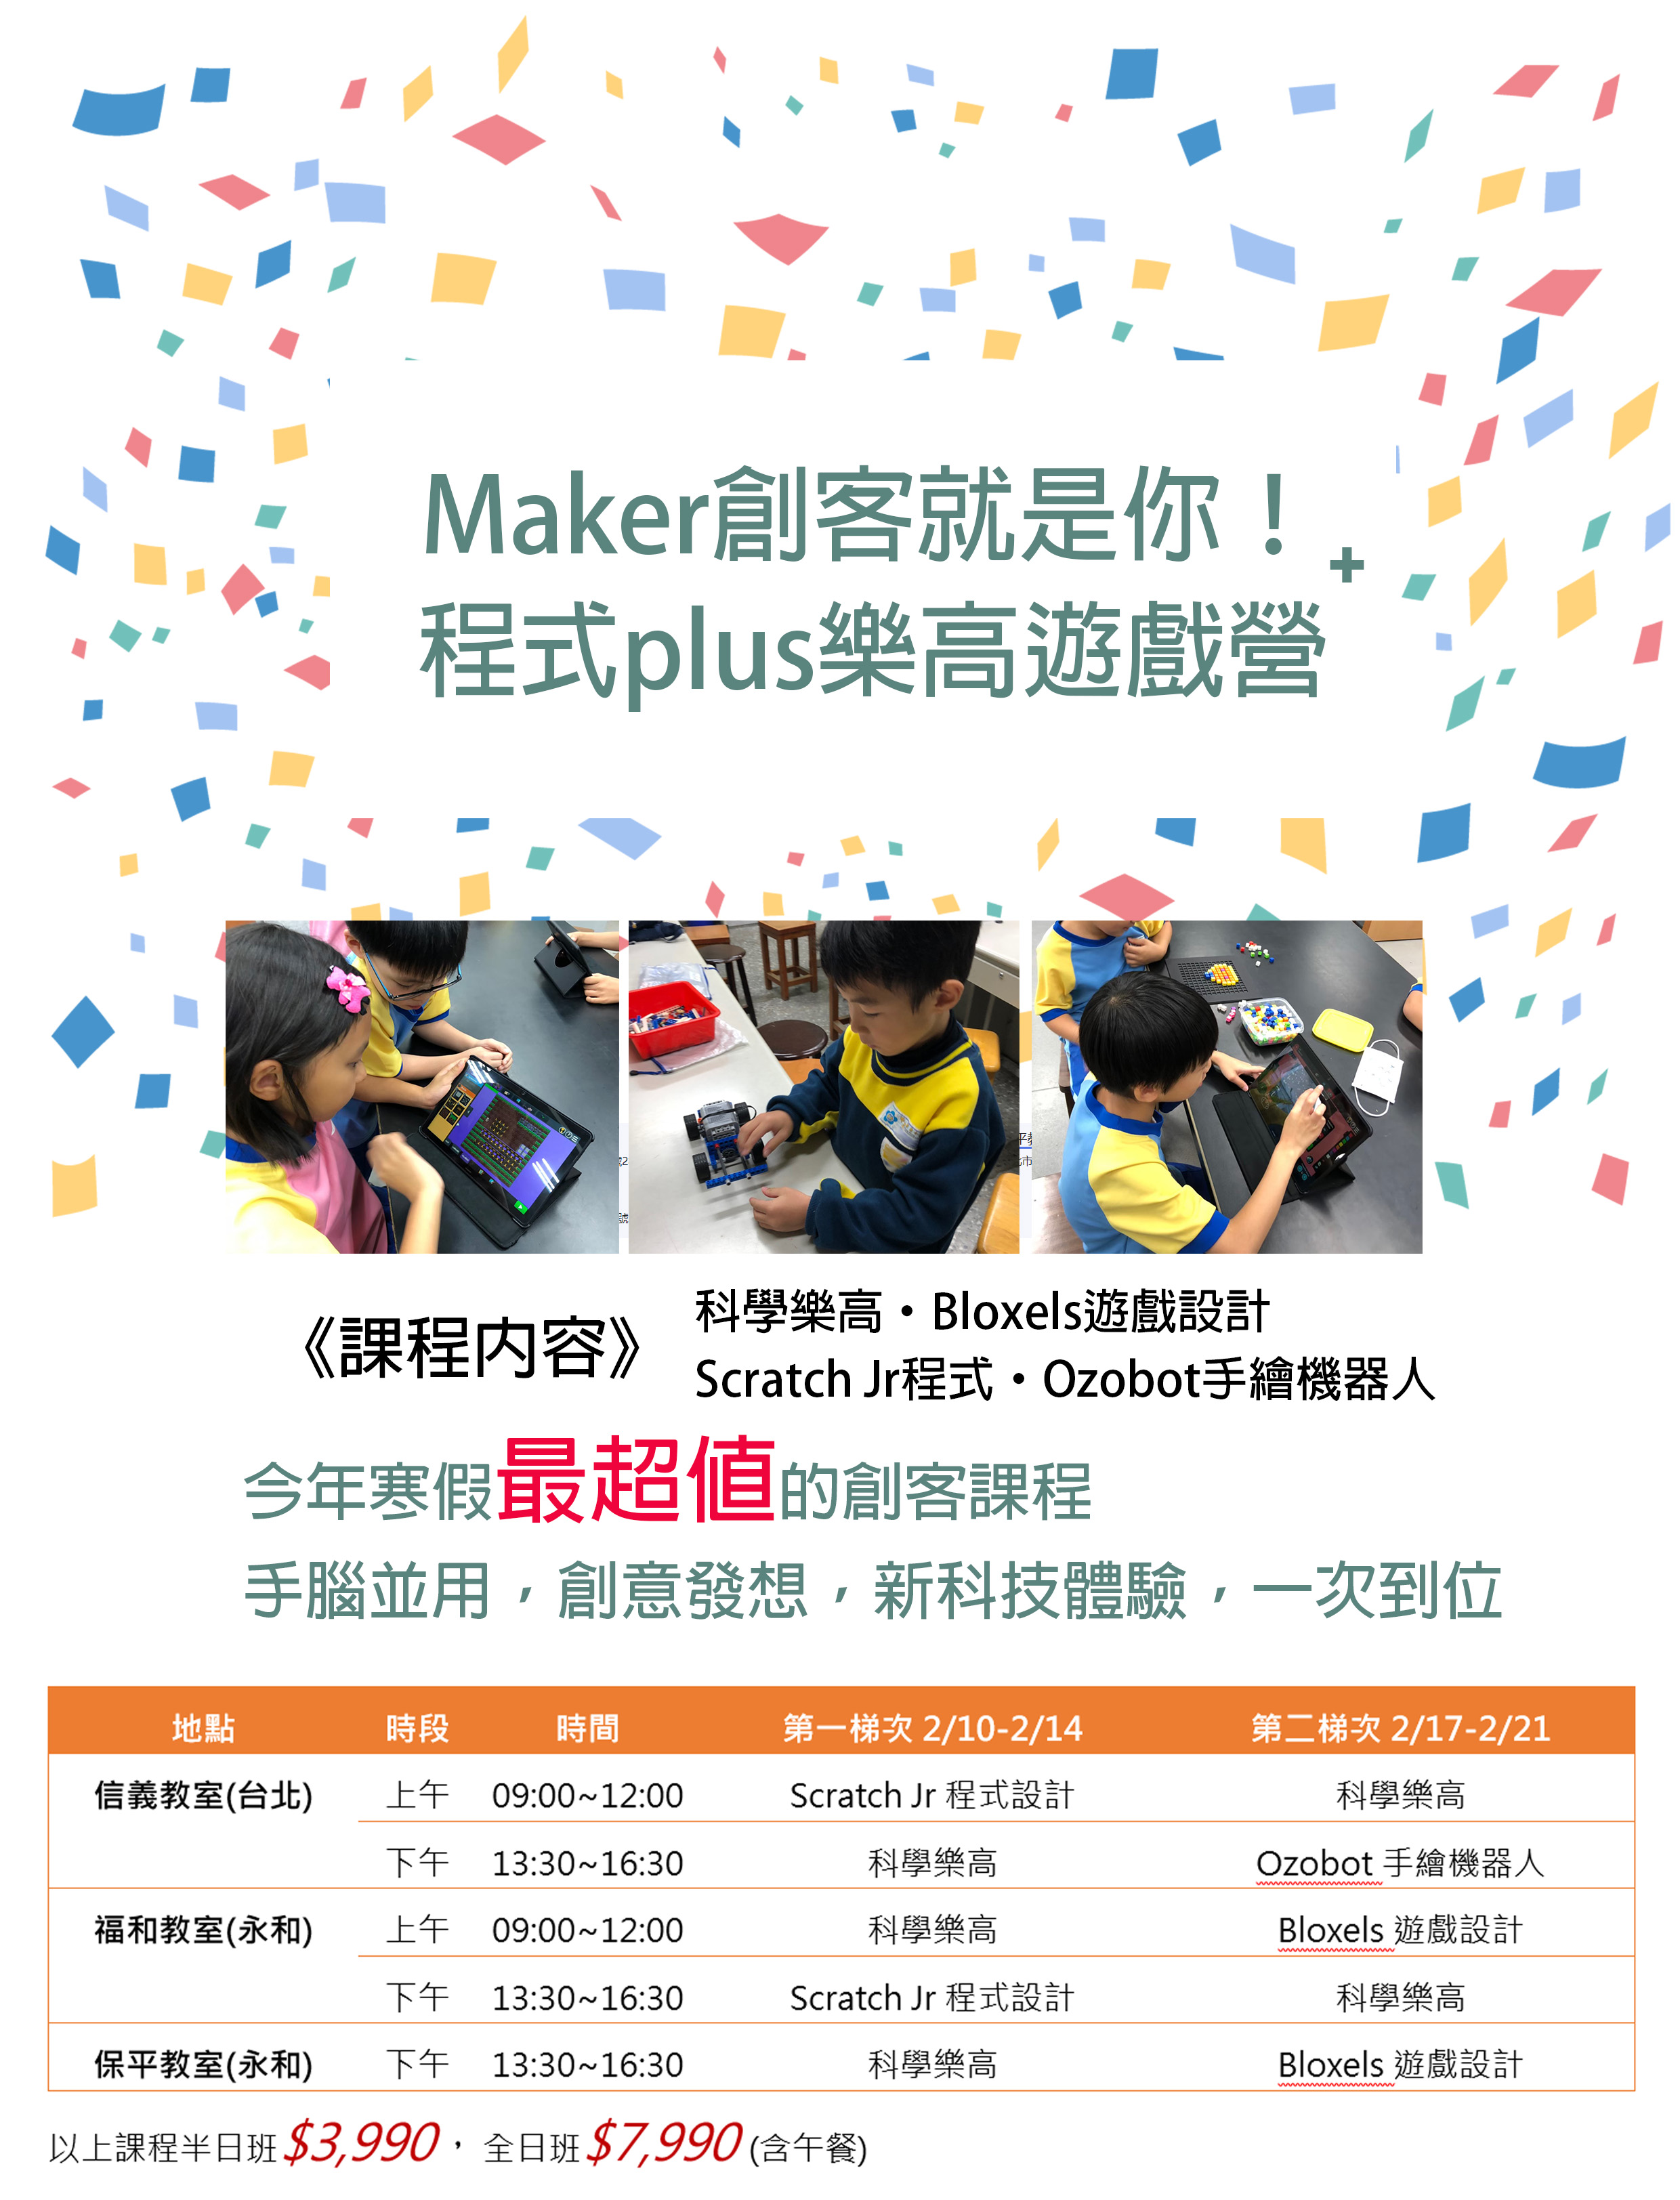 Maker創客就是你！
+
程式plus樂高遊戲營
《課程内容》
科學樂高・Bloxels遊戲設計
Scratch Jr程式・Ozobot手繪機器人
今年寒假最超值的創客課程
手腦並用，創意發想，新科技體驗，一次到位
地點 時段 時間 第一梯次 2/10-2/14 第二梯次 2/17-2/21
信義教室(台北) 上午 09:00~12:00 Scratch Jr 程式設計 科學樂高
下午 13:30~16:30 科學樂高 Ozobot 手繪機器人
福和教室(永和) 上午 09:00~12:00 科學樂高 Bloxels 遊戲設計
下午 13:30~16:30 Scratch Jr 程式設計 科學樂高
保平教室(永和) 下午 13:30~16:30 科學樂高 Bloxels 遊戲設計
以上課程半日班 $3,990， 全日班 $7,990 (含午餐)